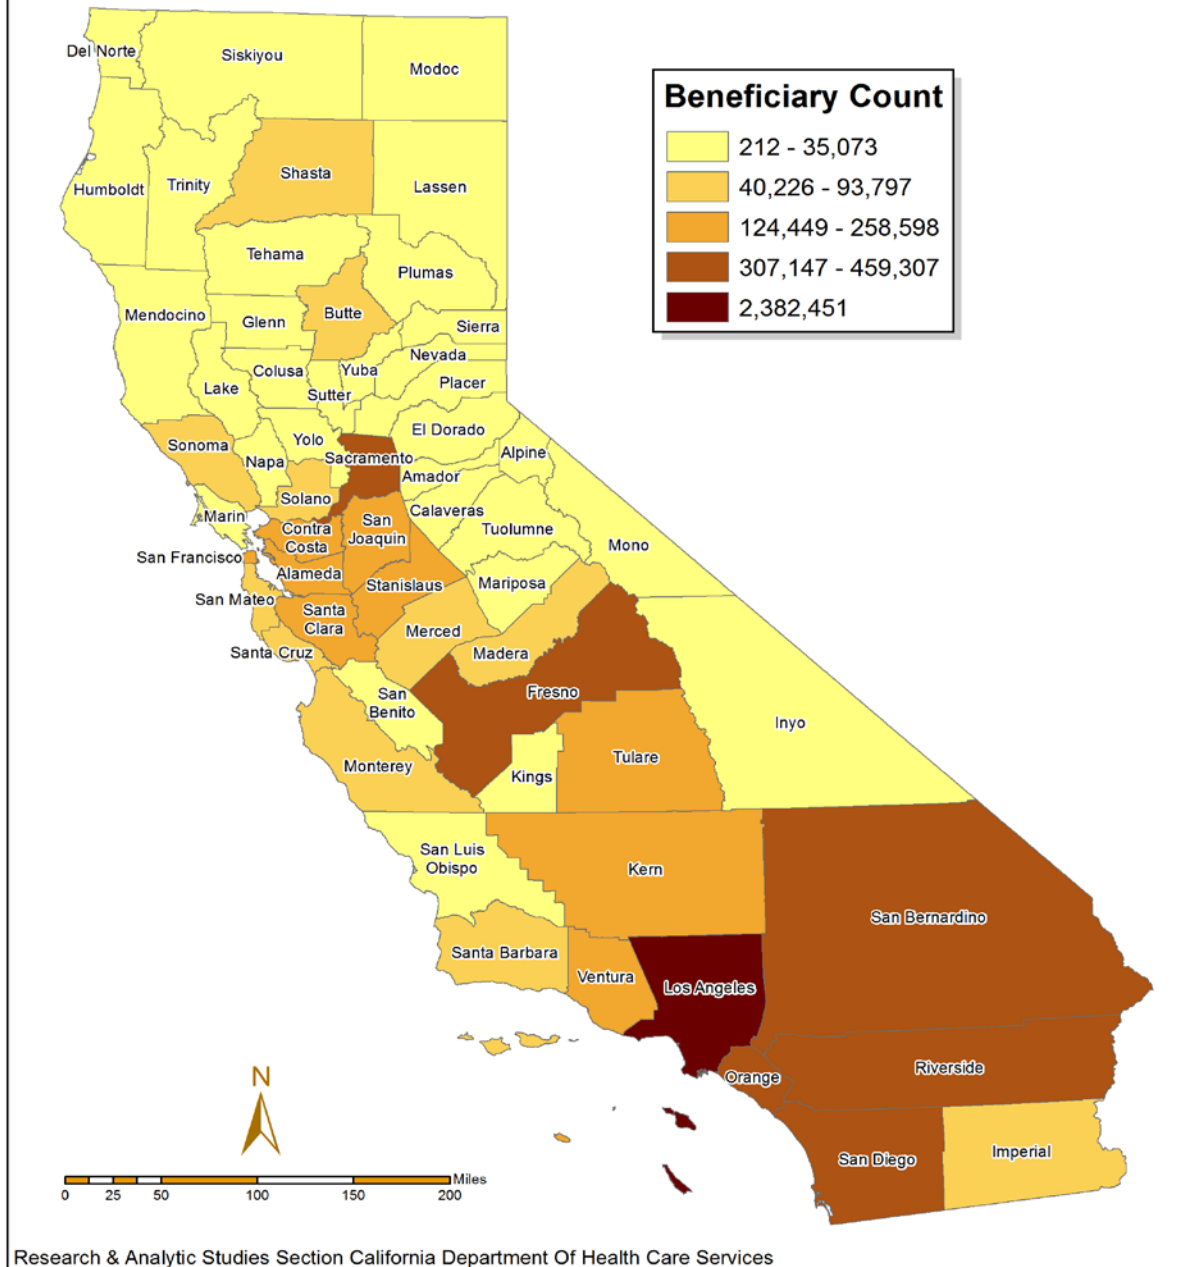 Beneficiary Count
212 - 35,073
40,226 - 93,797
124,449 - 258,598
307,147 - 459,307
2,382,451
Del Norte
Siskiyou
Modoc
Shasta
Humboldt
Trinity
Lassen
Tehama
Plumas
Mendocino
Glenn
Butte
Sierra
Nevada
Colusa
Yuba
Placer
Lake
Sutter
El Dorado
Sonoma
Yolo
Alpine
Napa
Sacramento
Amador
Solano
Calaveras
Marin
Contra
Costa
San
Joaquin
Tuolumne
Mono
San Francisco
Alameda
Stanislaus
Mariposa
San Mateo
Santa
Clara
Merced
Santa Cruz
Madera
San
Benito
Fresno
Inyo
Monterey
Kings
Tulare
San Luis
Obispo
Kern
San Bernardino
Santa Barbara
Ventura
Los Angeles
Orange
Riverside
San Diego
Imperial
N
Miles
0 25 50 100 150 200
Research & Analytic Studies Section California Department Of Health Care Services